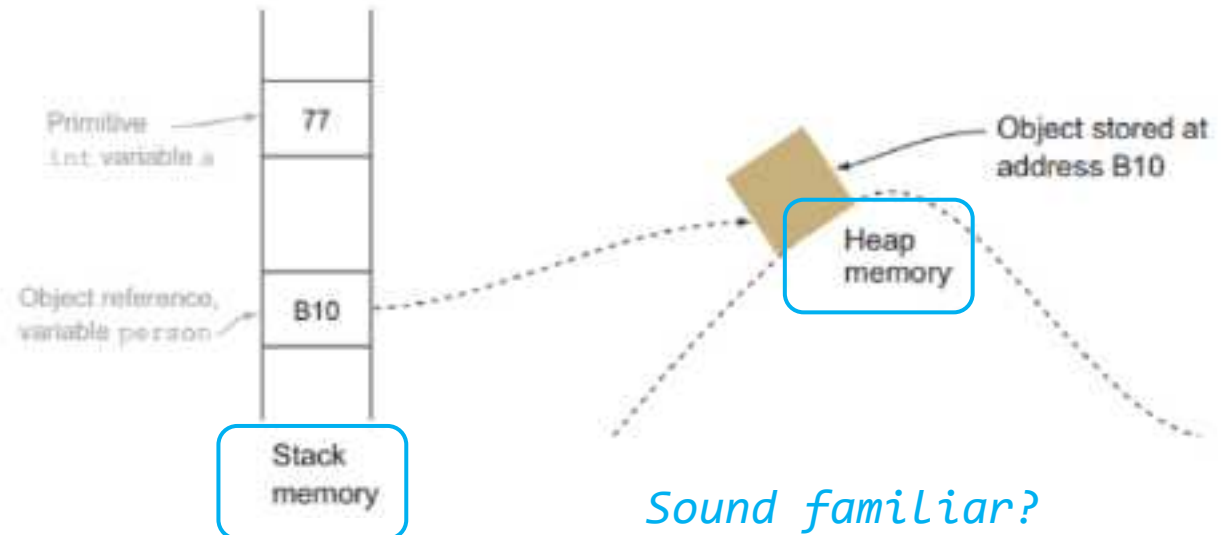 Primitive
int variable a
77
Object reference,
variable person
B10
Stack
memory
Object stored at
address B10
Heap
memory
Sound familiar?